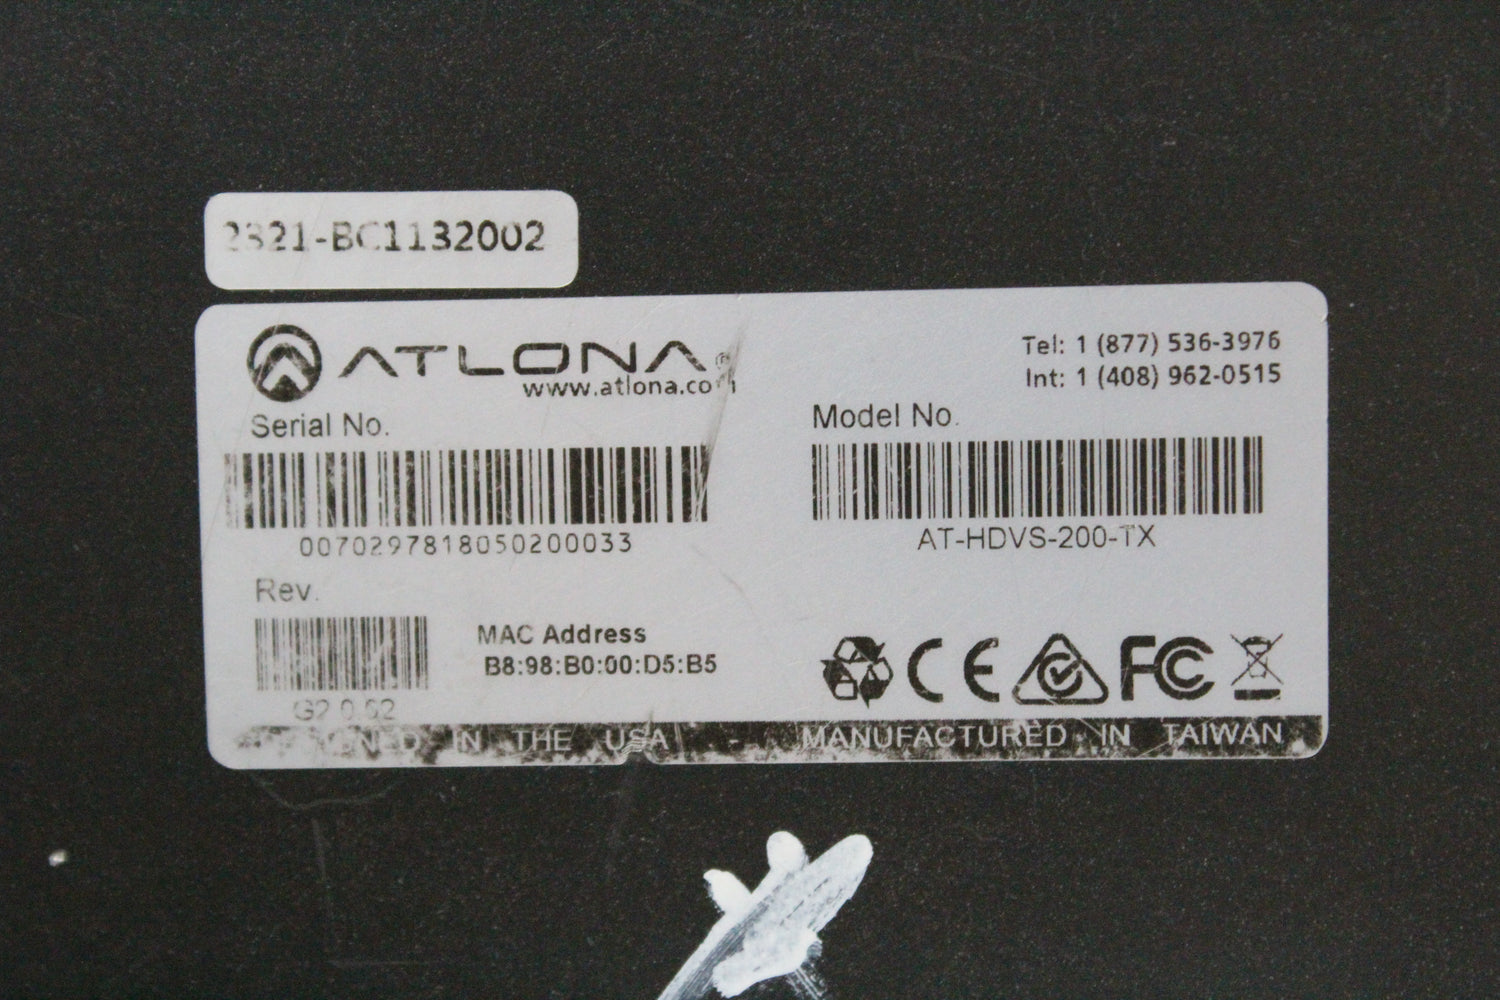 2321-BC1132002
ATLONA®
www.atlona.com
Tel: 1 (877) 536-3976
Int: 1 (408) 962-0515
Serial No.
0070297818050200033
Model No.
AT-HDVS-200-TX
Rev.
G2.0.02
MAC Address
B8:98:B0:00:D5:B5
CE FC
IN THE USA - MANUFACTURED IN TAIWAN